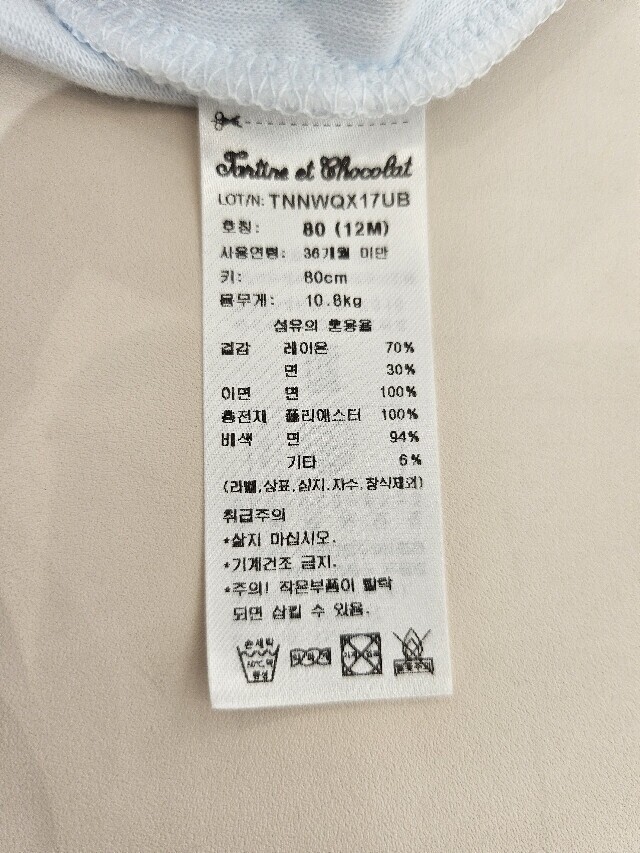 Tartine et Chocolat
LOT/N: TNNWQX17UB
호칭: 80 (12M)
사용연령: 36개월 미만
키: 80cm
몸무게: 10.8kg
섬유의 혼용율
겉감 레이온 70%
면 30%
이면 면 100%
충전재 폴리에스터 100%
배색 면 94%
기타 6%
(라벨,상표,심지.자수.장식제외)
취급주의
*삶지 마십시오.
*기계건조 금지.
*주의! 작은부품이 빨락
되면 삼킬 수 있음.
손세탁